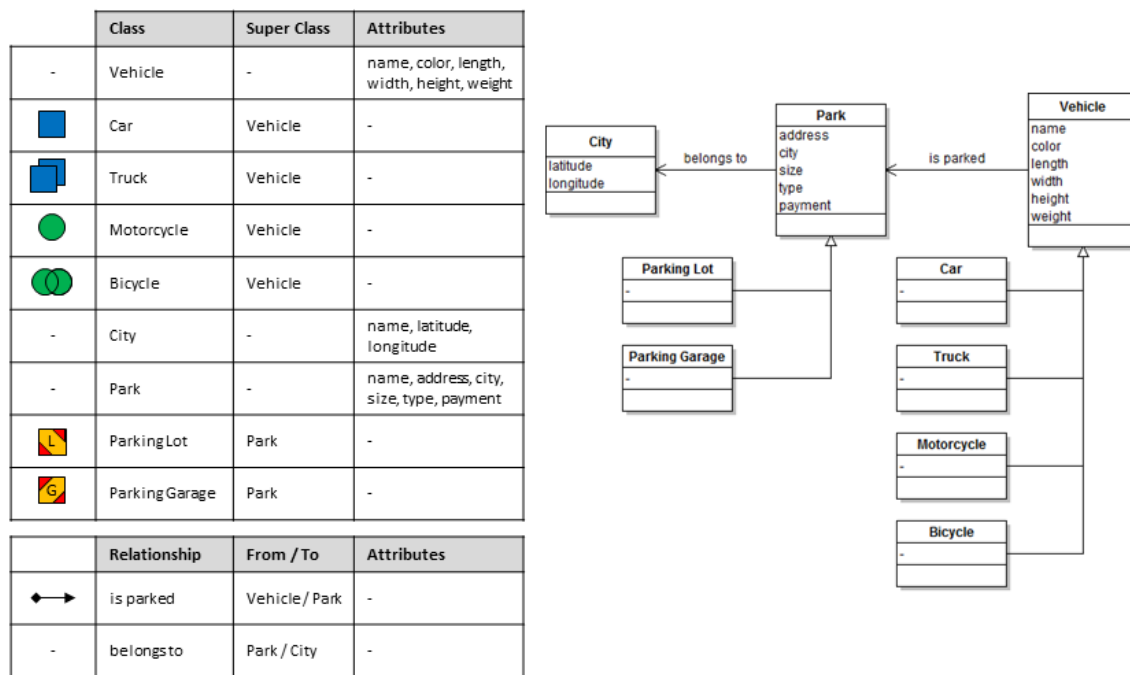 Class Super Class Attributes
- Vehicle - name, color, length,
width, height, weight
Car Vehicle -
Truck Vehicle -
Motorcycle Vehicle -
Bicycle Vehicle -
- City - name, latitude,
longitude
- Park - name, address, city,
size, type, payment
L Parking Lot Park -
G Parking Garage Park -
Relationship From / To Attributes
is parked Vehicle / Park -
- belongs to Park / City -
City
latitude
longitude
belongs to
Park
address
city
size
type
payment
is parked
Vehicle
name
color
length
width
height
weight
Parking Lot
-
Parking Garage
-
Car
-
Truck
-
Motorcycle
-
Bicycle
-